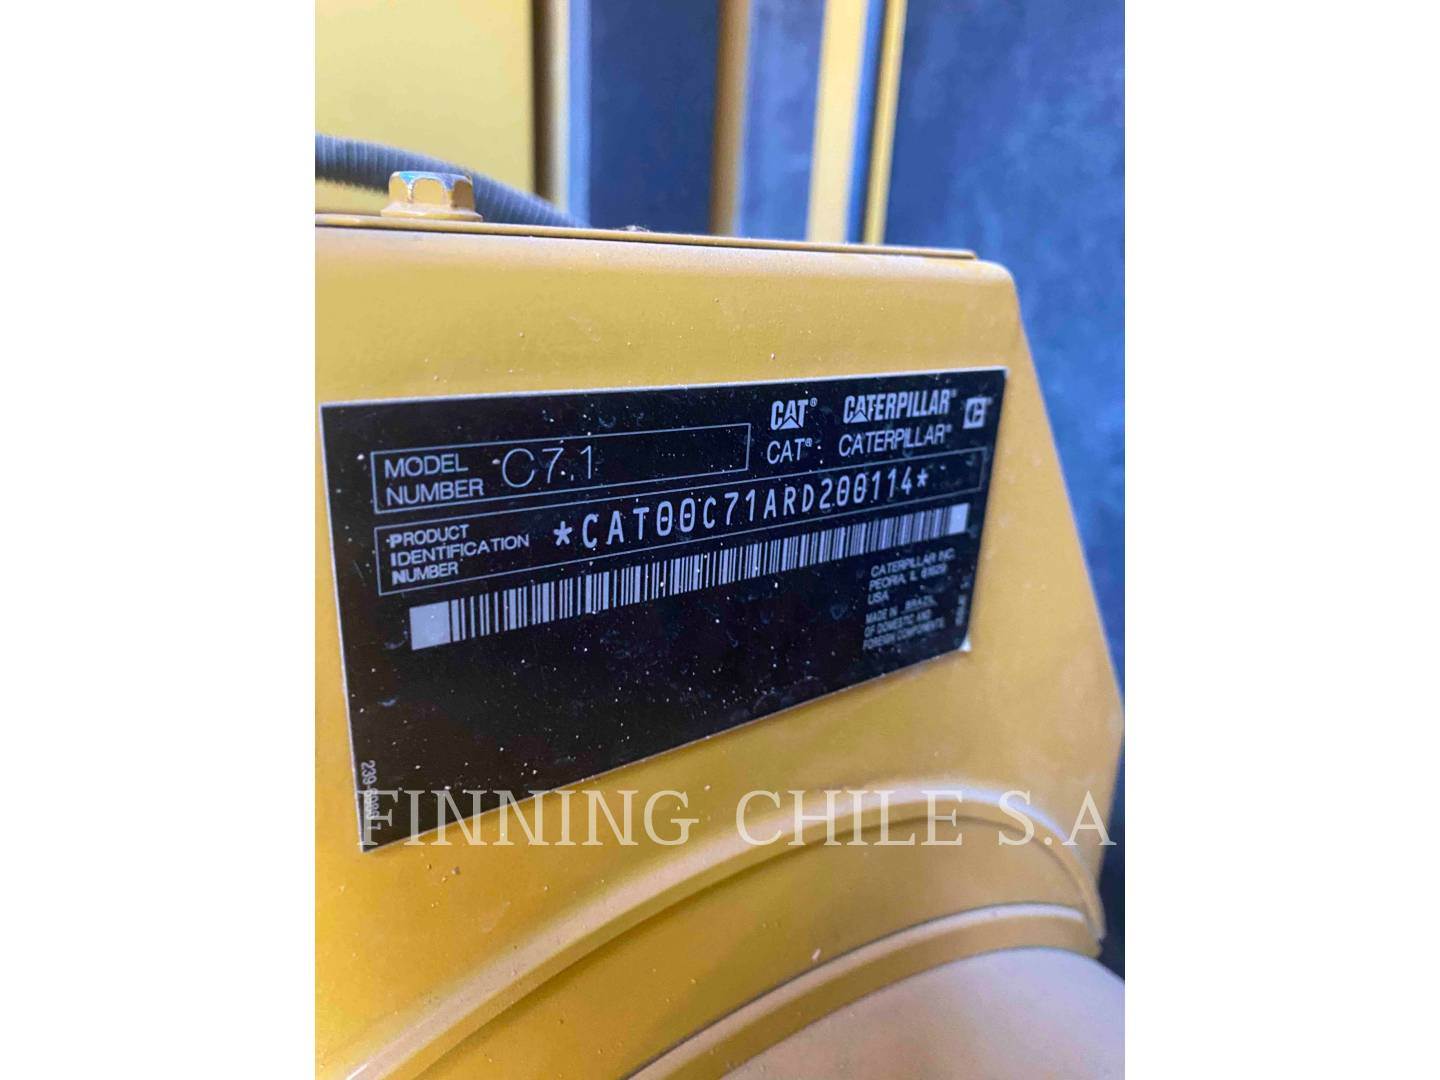 CAT® CATERPILLAR®
CAT® CATERPILLAR®
MODEL NUMBER C7.1
PRODUCT IDENTIFICATION NUMBER *CAT00C71ARD200114*
CATERPILLAR INC.
PEORIA, IL 61629
USA
MADE IN BRAZIL
OF DOMESTIC AND
FOREIGN COMPONENTS
FINNING CHILE S.A